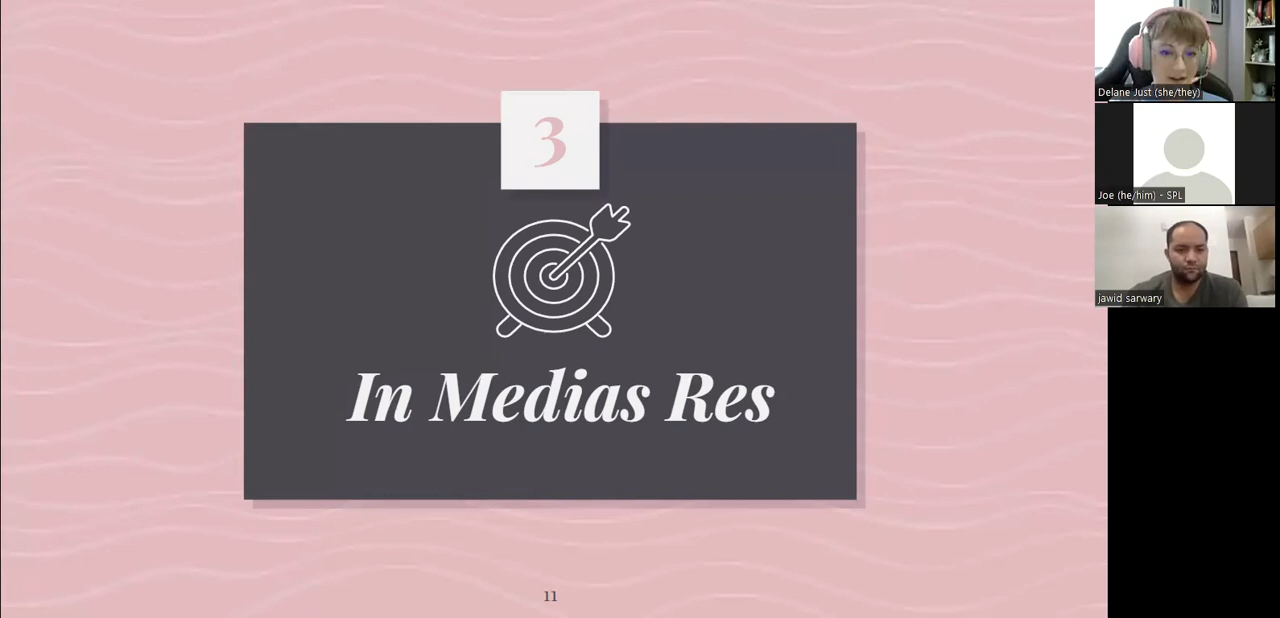 3
In Medias Res
11
Delane Just (she/they)
Joe (he/him) - SPL
jawid sarwary